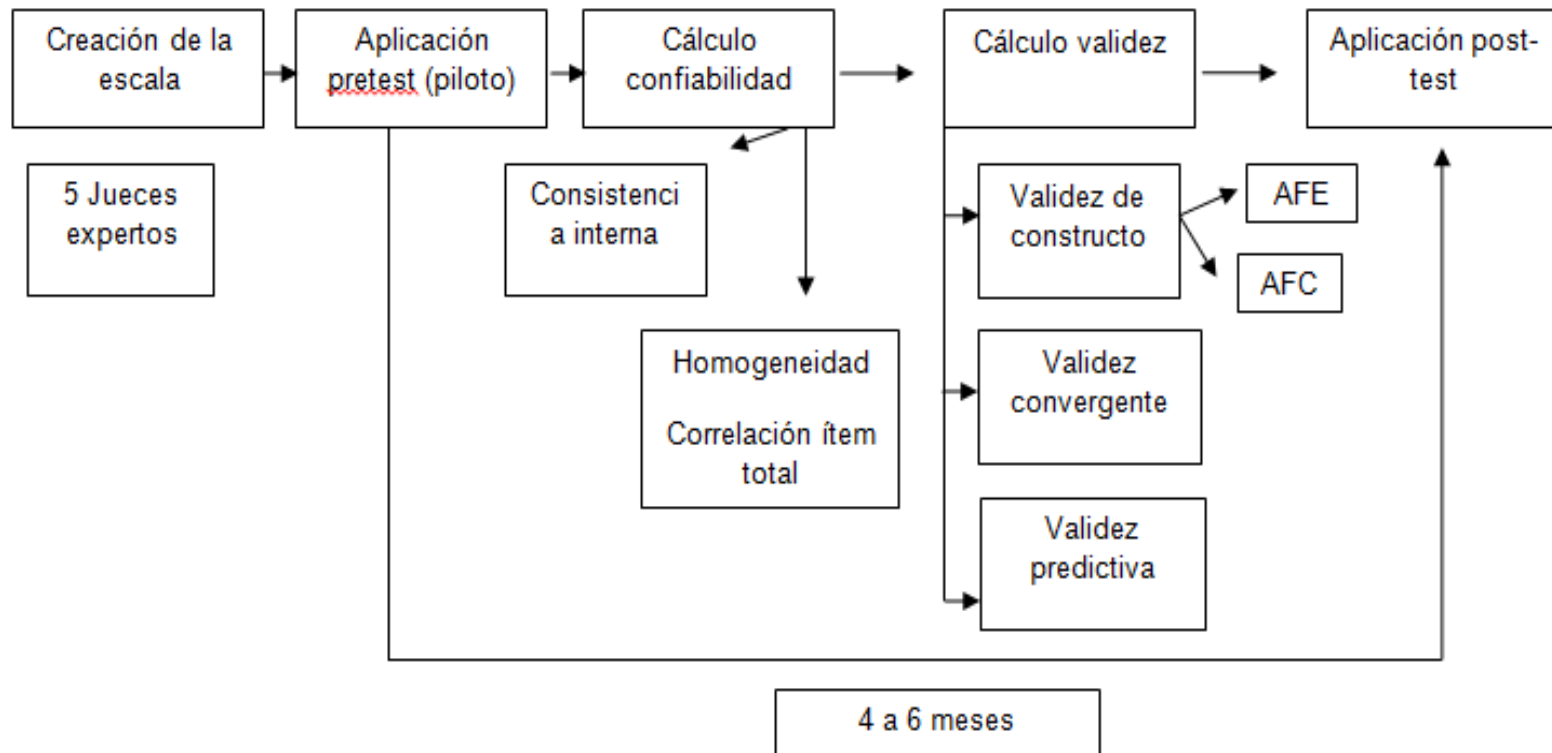 Creación de la
escala
Aplicación
pretest (piloto)
Cálculo
confiabilidad
Cálculo validez
Aplicación post-
test
5 Jueces
expertos
Consistenci
a interna
Validez de
constructo
AFE
AFC
Homogeneidad
Correlación ítem
total
Validez
convergente
Validez
predictiva
4 a 6 meses